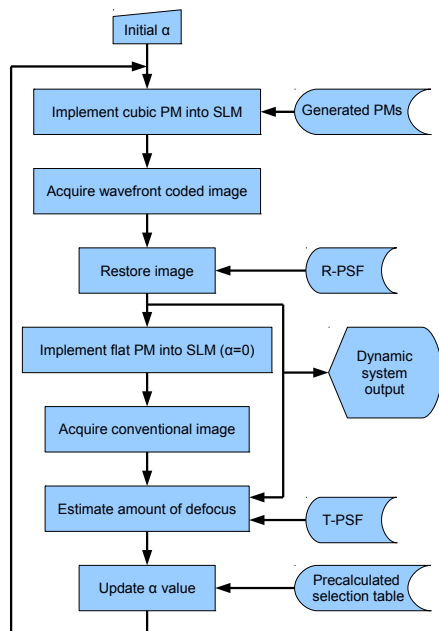 Initial α
Implement cubic PM into SLM
Generated PMs
Acquire wavefront coded image
Restore image
R-PSF
Implement flat PM into SLM (α=0)
Dynamic
system
output
Acquire conventional image
Estimate amount of defocus
T-PSF
Update α value
Precalculated
selection table